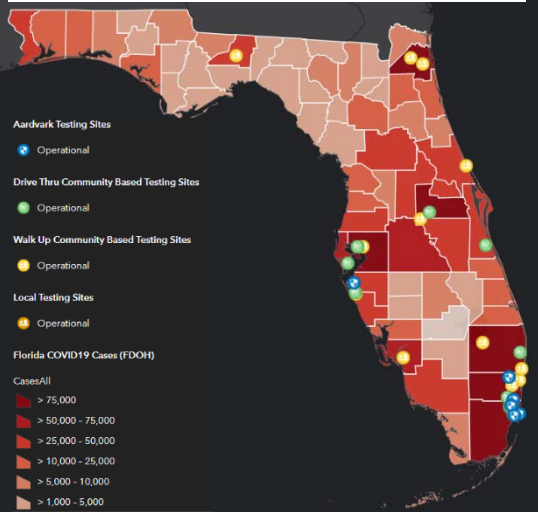 Aardvark Testing Sites
Operational
Drive Thru Community Based Testing Sites
Operational
Walk Up Community Based Testing Sites
Operational
Local Testing Sites
Operational
Florida COVID19 Cases (FDOH)
CasesAll
> 75,000
> 50,000 - 75,000
> 25,000 - 50,000
> 10,000 - 25,000
> 5,000 - 10,000
> 1,000 - 5,000